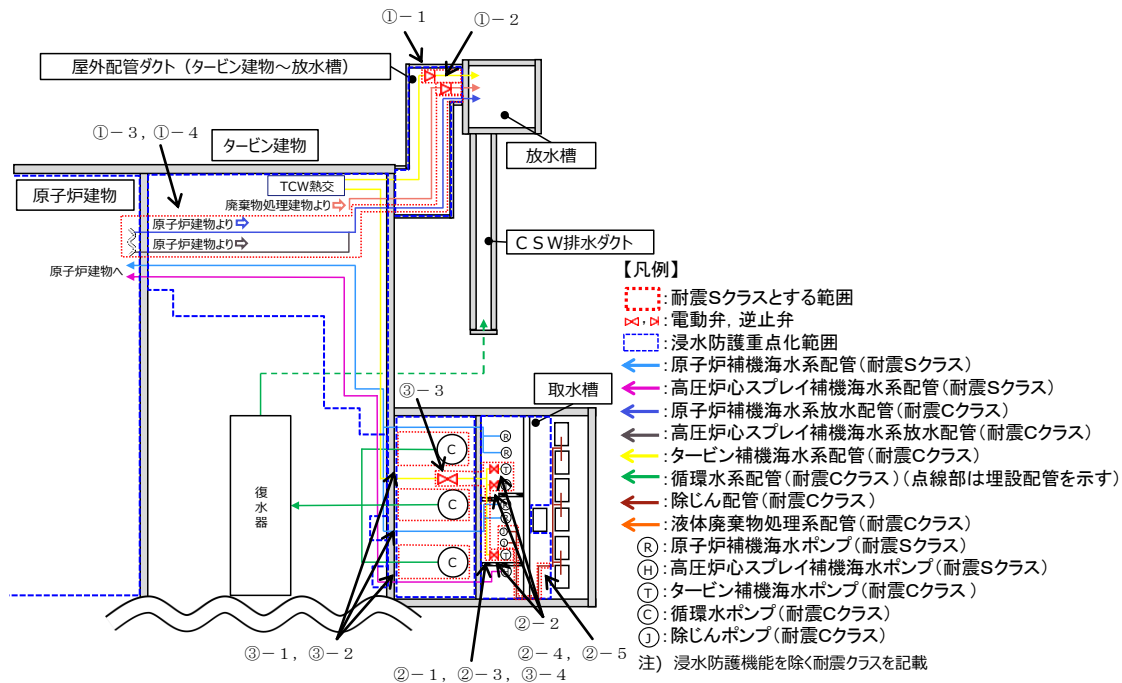 ①-1
①-2
屋外配管ダクト（タービン建物～放水槽）
①-3，①-4
タービン建物
放水槽
原子炉建物
TCW熱交
廃棄物処理建物より
原子炉建物より
原子炉建物より
原子炉建物へ
ＣＳＷ排水ダクト
【凡例】
:耐震Sクラスとする範囲
:電動弁，逆止弁
:浸水防護重点化範囲
:原子炉補機海水系配管(耐震Sクラス)
:高圧炉心スプレイ補機海水系配管(耐震Sクラス)
:原子炉補機海水系放水配管(耐震Cクラス)
:高圧炉心スプレイ補機海水系放水配管(耐震Cクラス)
:タービン補機海水系配管(耐震Cクラス)
:循環水系配管(耐震Cクラス)(点線部は埋設配管を示す)
:除じん配管(耐震Cクラス)
:液体廃棄物処理系配管(耐震Cクラス)
Ⓡ:原子炉補機海水ポンプ(耐震Sクラス)
Ⓗ:高圧炉心スプレイ補機海水ポンプ(耐震Sクラス)
Ⓣ:タービン補機海水ポンプ(耐震Cクラス)
Ⓒ:循環水ポンプ(耐震Cクラス)
Ⓙ:除じんポンプ(耐震Cクラス)
注) 浸水防護機能を除く耐震クラスを記載
③-3
取水槽
復水器
C
C
C
R
R
T
T
③-1，③-2
②-2
②-4，②-5
②-1，②-3，③-4